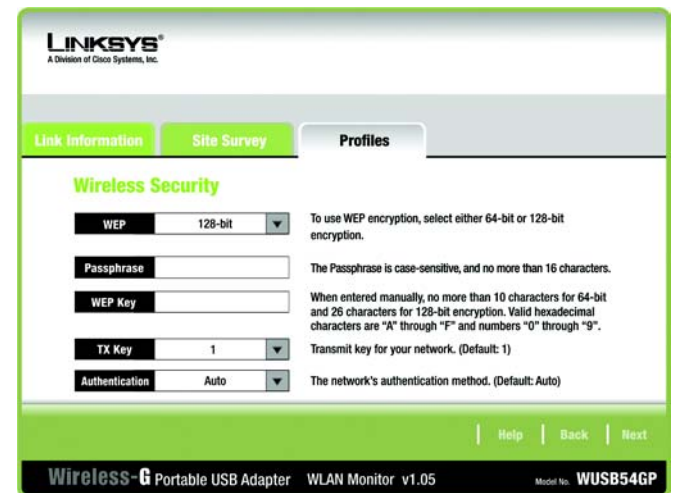 LINKSYS®
A Division of Cisco Systems, Inc.
Link Information
Site Survey
Profiles
Wireless Security
WEP
128-bit
To use WEP encryption, select either 64-bit or 128-bit
encryption.
Passphrase
The Passphrase is case-sensitive, and no more than 16 characters.
WEP Key
When entered manually, no more than 10 characters for 64-bit
and 26 characters for 128-bit encryption. Valid hexadecimal
characters are “A” through “F” and numbers “0” through “9”.
TX Key
1
Transmit key for your network. (Default: 1)
Authentication
Auto
The network’s authentication method. (Default: Auto)
Help
Back
Next
Wireless-G Portable USB Adapter
WLAN Monitor v1.05
Model No. WUSB54GP